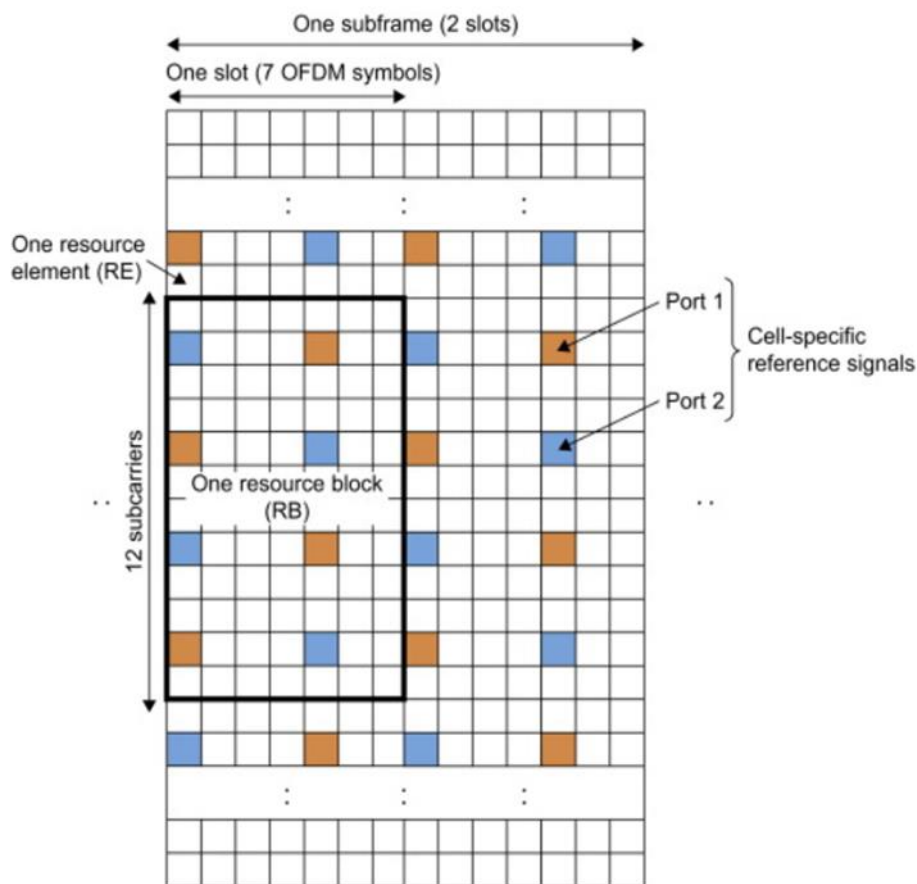 One subframe (2 slots)
One slot (7 OFDM symbols)
: : :
One resource
element (RE)
Port 1
Cell-specific
reference signals
Port 2
12 subcarriers
One resource block
(RB)
.. ..
: : :